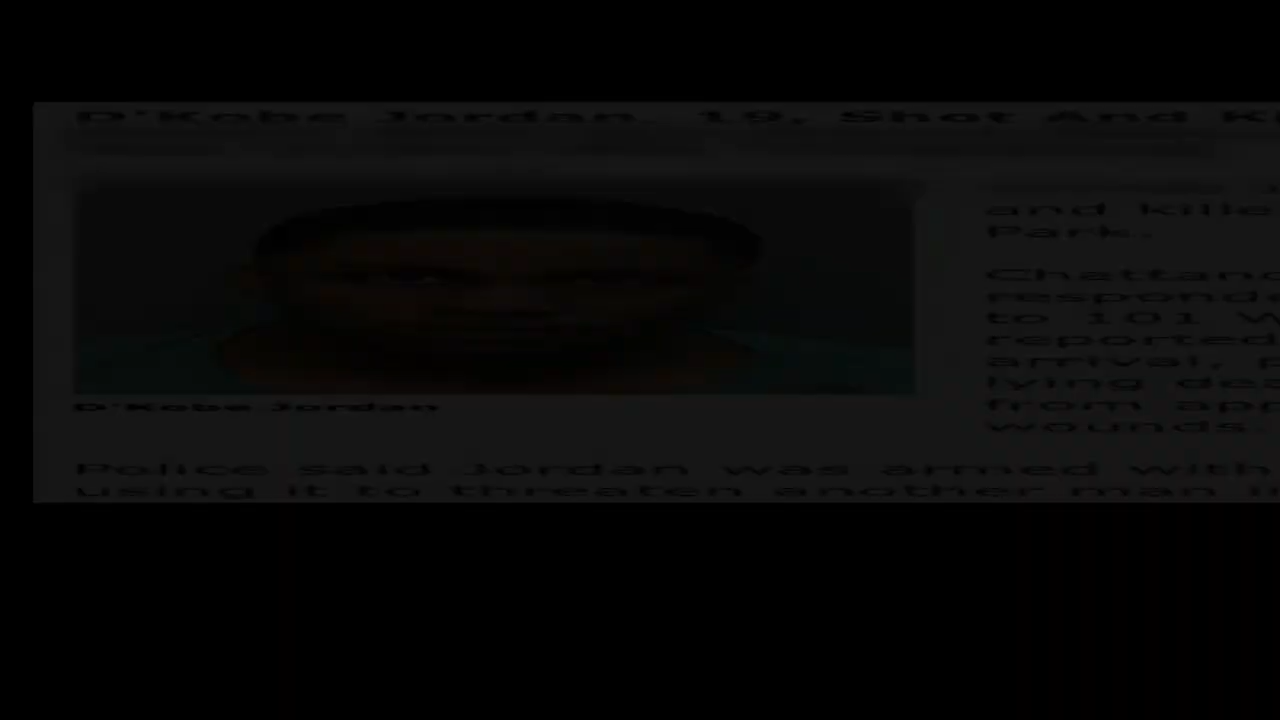 D'Kobe Jordan, 19, Shot And Ki
and kille
Park.
Chattano
responde
to 101 W
reported
arrival, p
lying dea
from app
wounds.
D'Kobe Jordan
Police said Jordan was armed with
using it to threaten another man in